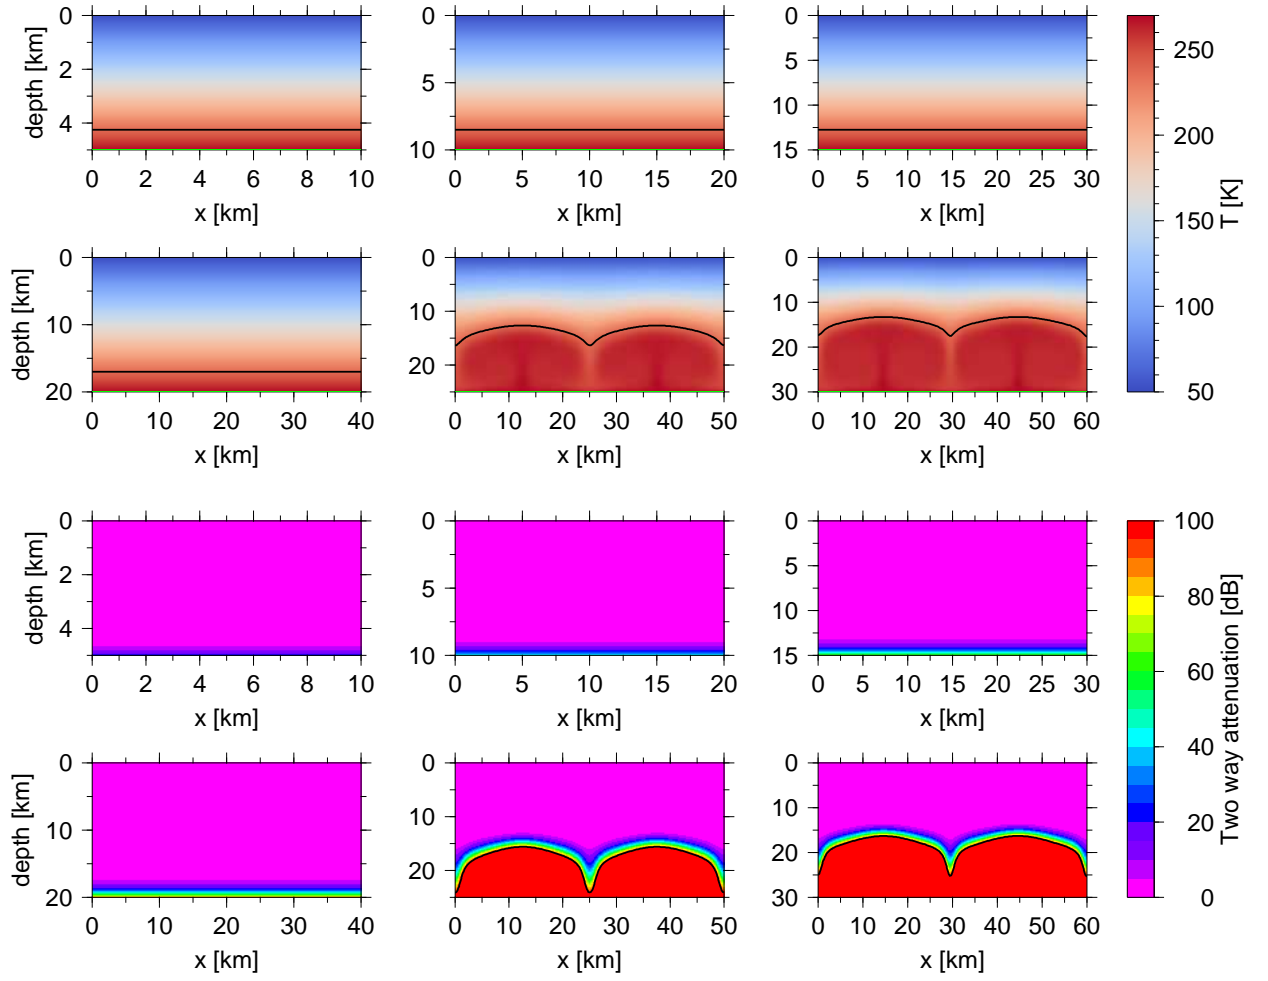 0 2 4
depth [km]
0 2 4 6 8 10
x [km]
0 5 10
0 5 10 15 20
x [km]
0 5 10 15
0 5 10 15 20 25 30
x [km]
0 10 20
depth [km]
0 10 20 30 40
x [km]
0 10 20
0 10 20 30 40 50
x [km]
0 10 20 30
0 10 20 30 40 50 60
x [km]
250 200 150 100 50
T [K]
0 2 4
depth [km]
0 2 4 6 8 10
x [km]
0 5 10
0 5 10 15 20
x [km]
0 5 10 15
0 5 10 15 20 25 30
x [km]
0 10 20
depth [km]
0 10 20 30 40
x [km]
0 10 20
0 10 20 30 40 50
x [km]
0 10 20 30
0 10 20 30 40 50 60
x [km]
100 80 60 40 20 0
Two way attenuation [dB]